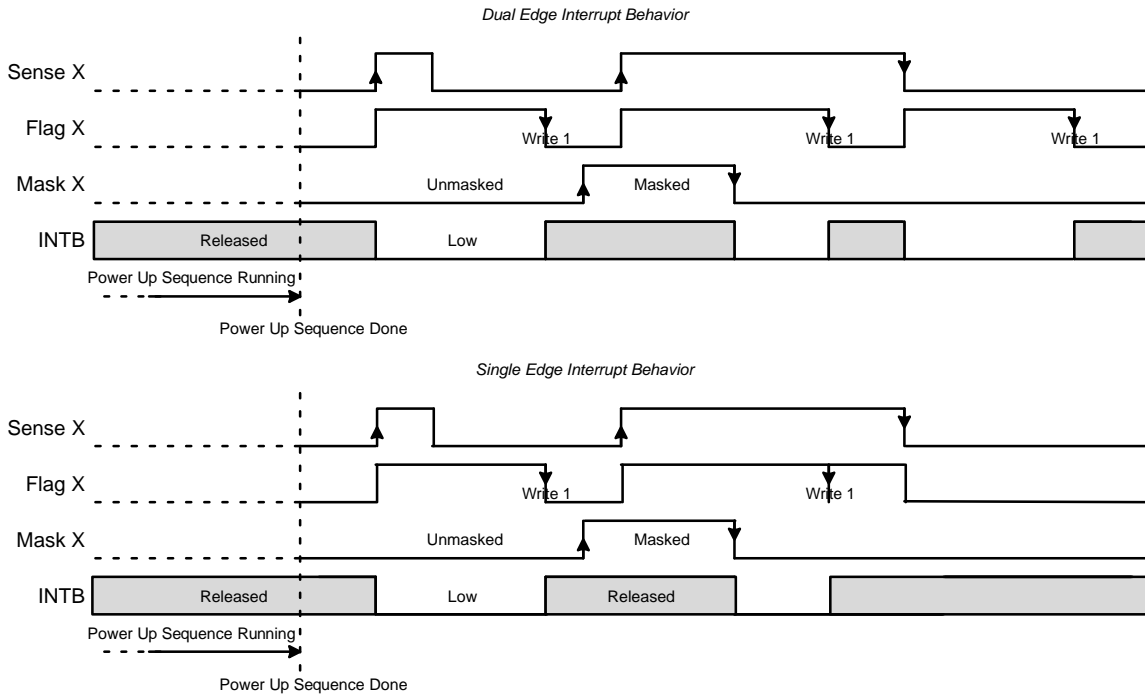 Dual Edge Interrupt Behavior
Sense X
Flag X
Write 1 Write 1 Write 1
Mask X Unmasked Masked
INTB Released Low
Power Up Sequence Running
Power Up Sequence Done
Single Edge Interrupt Behavior
Sense X
Flag X
Write 1 Write 1
Mask X Unmasked Masked
INTB Released Low Released
Power Up Sequence Running
Power Up Sequence Done